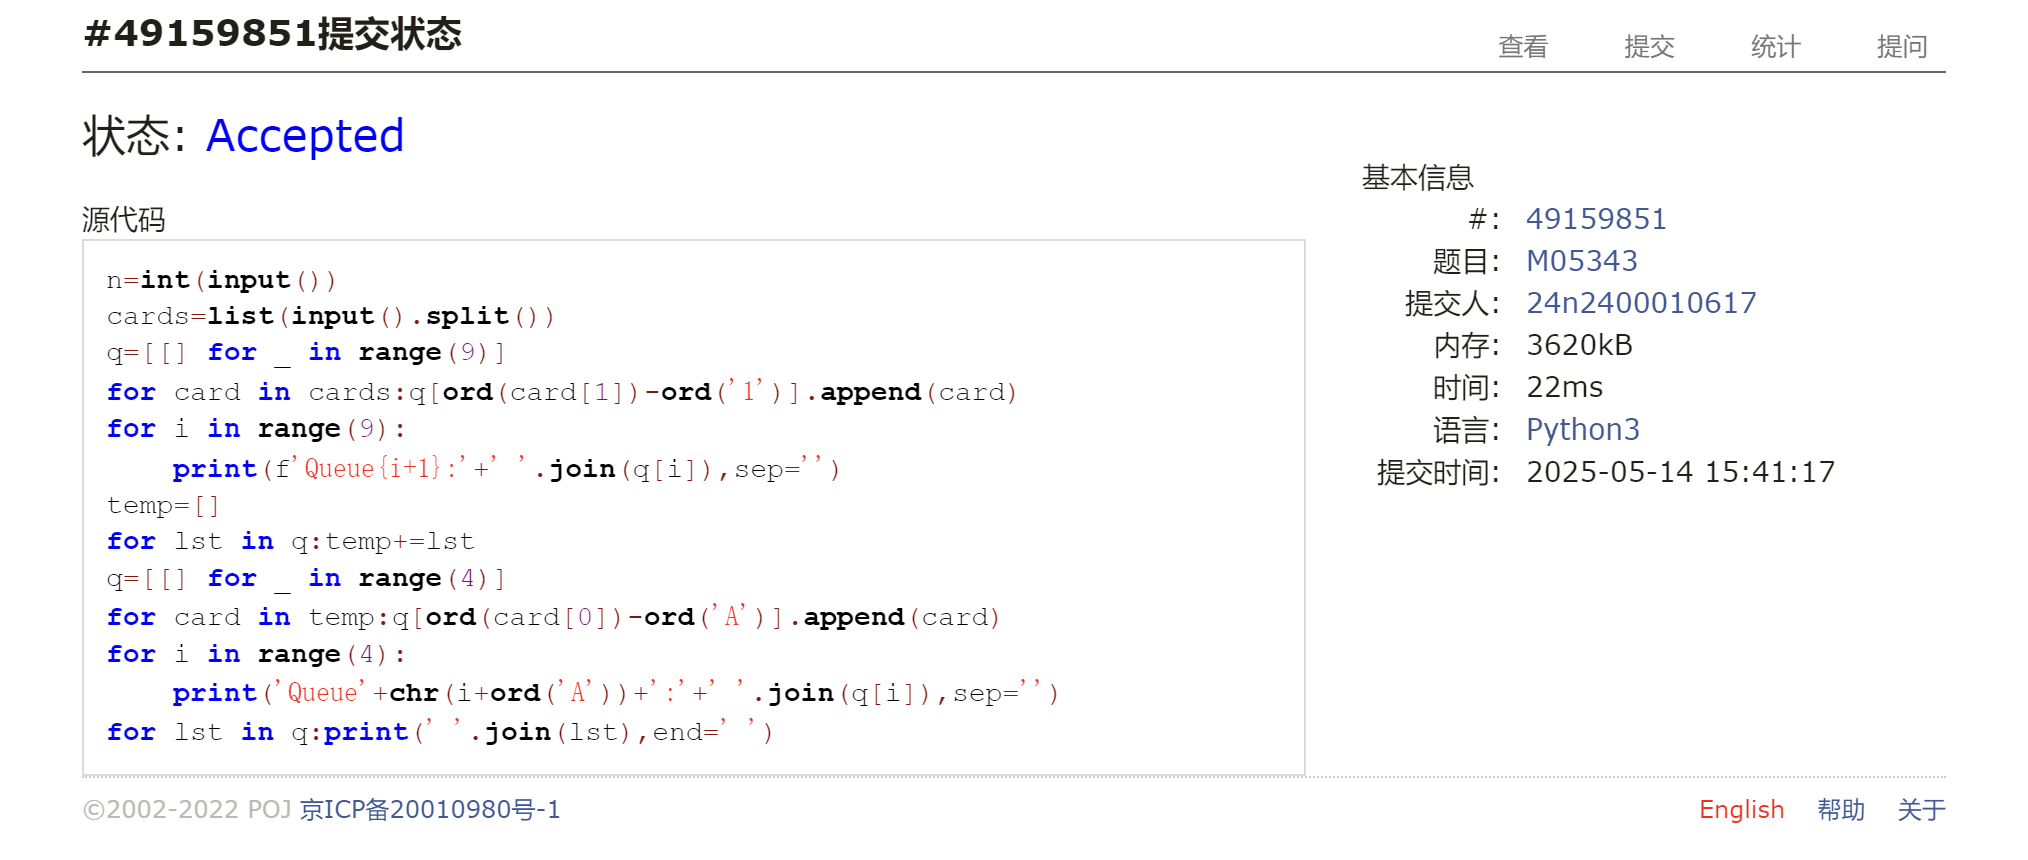 #49159851提交状态
查看 提交 统计 提问
状态: Accepted
源代码
n=int(input())
cards=list(input().split())
q=[[] for _ in range(9)]
for card in cards:q[ord(card[1])-ord('1')].append(card)
for i in range(9):
    print(f'Queue{i+1}:'+' '.join(q[i]),sep='')
temp=[]
for lst in q:temp+=lst
q=[[] for _ in range(4)]
for card in temp:q[ord(card[0])-ord('A')].append(card)
for i in range(4):
    print('Queue'+chr(i+ord('A'))+':'+' '.join(q[i]),sep='')
for lst in q:print(' '.join(lst),end=' ')
基本信息
#: 49159851
题目: M05343
提交人: 24n2400010617
内存: 3620kB
时间: 22ms
语言: Python3
提交时间: 2025-05-14 15:41:17
©2002-2022 POJ 京ICP备20010980号-1
English 帮助 关于